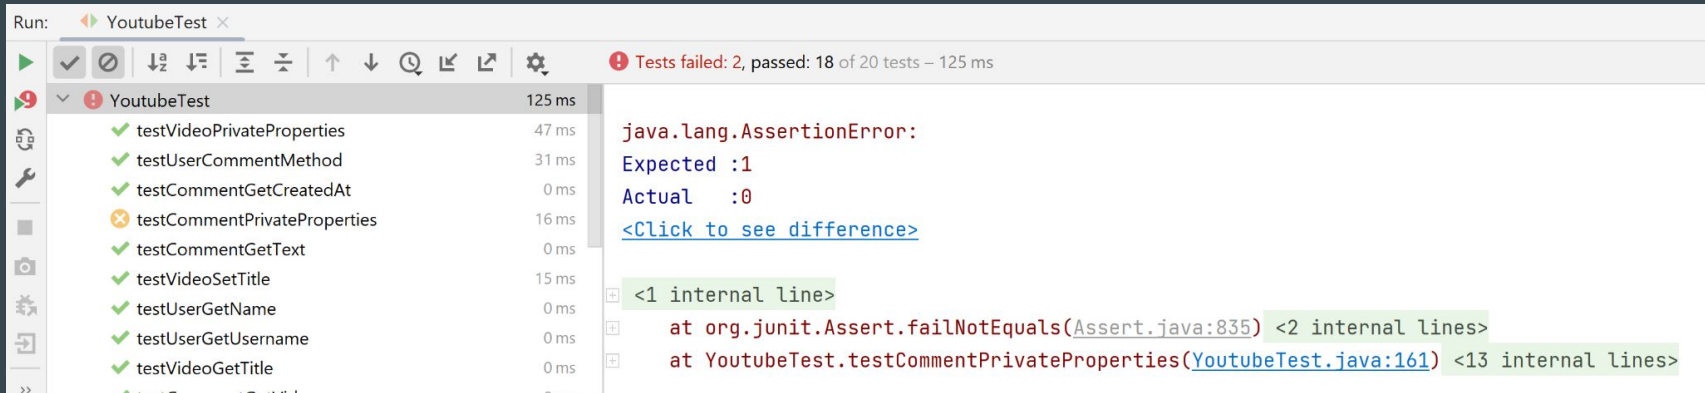 Run: YoutubeTest
Tests failed: 2, passed: 18 of 20 tests – 125 ms
YoutubeTest 125 ms
testVideoPrivateProperties 47 ms
testUserCommentMethod 31 ms
testCommentGetCreatedAt 0 ms
testCommentPrivateProperties 16 ms
testCommentGetText 0 ms
testVideoSetTitle 15 ms
testUserGetName 0 ms
testUserGetUsername 0 ms
testVideoGetTitle 0 ms
java.lang.AssertionError:
Expected :1
Actual :0
<Click to see difference>
<1 internal line>
at org.junit.Assert.failNotEquals(Assert.java:835) <2 internal lines>
at YoutubeTest.testCommentPrivateProperties(YoutubeTest.java:161) <13 internal lines>